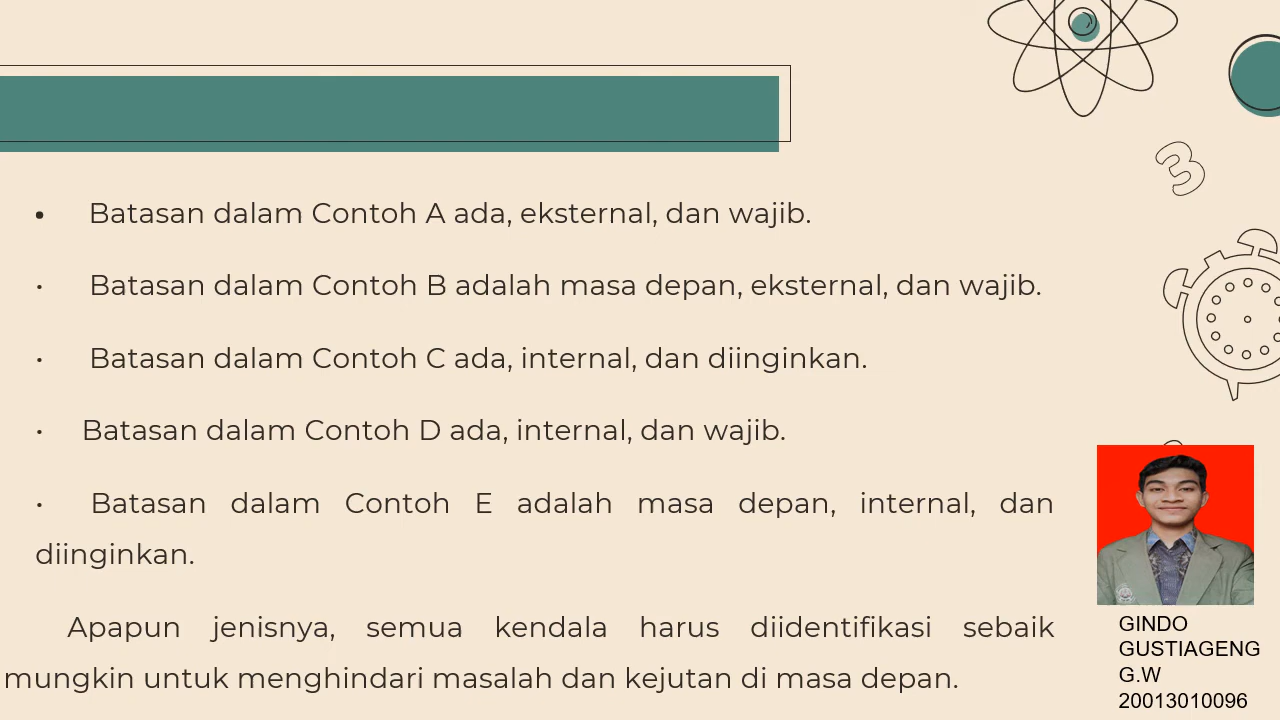 • Batasan dalam Contoh A ada, eksternal, dan wajib.
• Batasan dalam Contoh B adalah masa depan, eksternal, dan wajib.
• Batasan dalam Contoh C ada, internal, dan diinginkan.
• Batasan dalam Contoh D ada, internal, dan wajib.
• Batasan dalam Contoh E adalah masa depan, internal, dan
diinginkan.
Apapun jenisnya, semua kendala harus diidentifikasi sebaik
mungkin untuk menghindari masalah dan kejutan di masa depan.
3
GINDO
GUSTIAGENG
G.W
20013010096